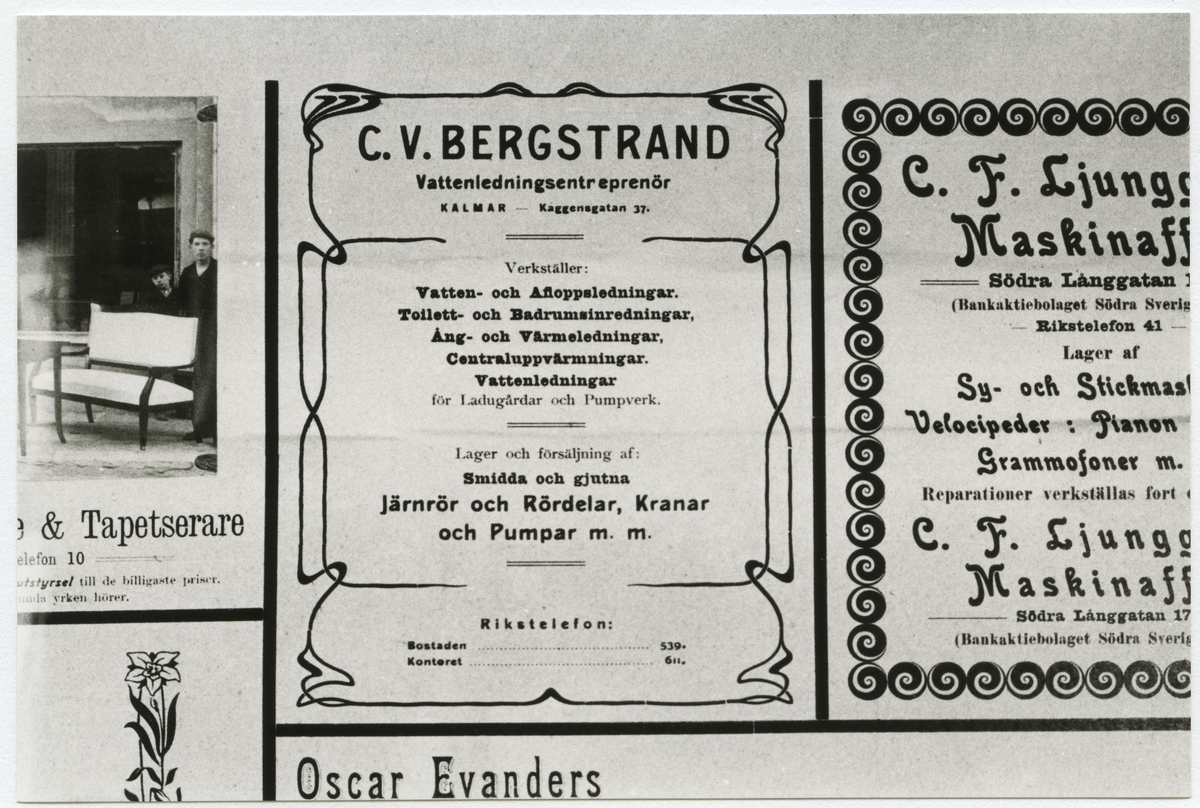 & Tapetserare
elefon 10
utstyrsel till de billigaste priser.
yrken hörer.
C. V. BERGSTRAND
Vattenledningsentreprenör
KALMAR — Kaggensgatan 37.
Verkställer:
Vatten- och Afloppsledningar.
Toilett- och Badrumsinredningar,
Ång- och Värmeledningar,
Centraluppvärmningar.
Vattenledningar
för Ladugårdar och Pumpverk.
Lager och försäljning af:
Smidda och gjutna
Järnrör och Rördelar, Kranar
och Pumpar m. m.
Rikstelefon:
Bostaden 539.
Kontoret 611.
Oscar Evanders
C. F. Ljungg
Maskinaff
Södra Långgatan 1
(Bankaktiebolaget Södra Sverig
— Rikstelefon 41 —
Lager af
Sy- och Stickmas
Velocipeder : Pianon
Grammofoner m.
Reparationer verkställas fort
C. F. Ljungg
Maskinaff
Södra Långgatan 17
(Bankaktiebolaget Södra Sverig